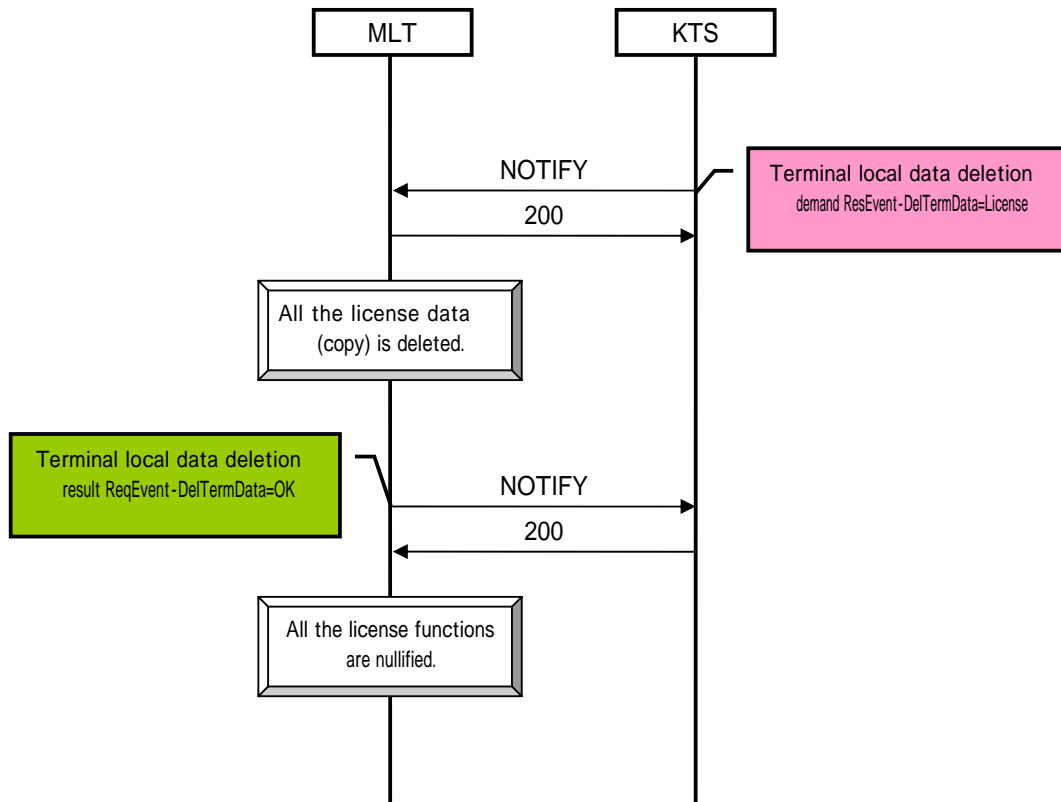 MLT
KTS
NOTIFY
Terminal local data deletion
demand ResEvent-DelTermData=License
200
All the license data
(copy) is deleted.
Terminal local data deletion
result ReqEvent-DelTermData=OK
NOTIFY
200
All the license functions
are nullified.